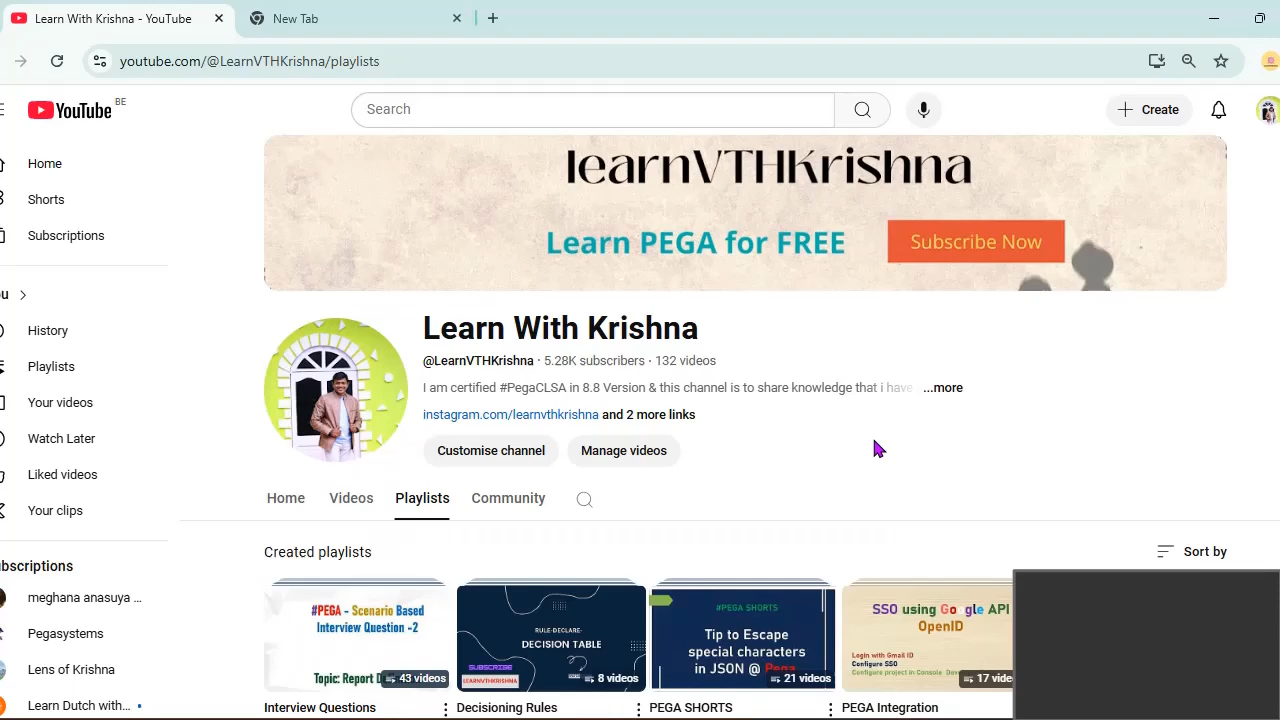 Learn With Krishna - YouTube
New Tab
youtube.com/@LearnVTHKrishna/playlists
YouTube BE
Search
Create
Home
Shorts
Subscriptions
History
Playlists
Your videos
Watch Later
Liked videos
Your clips
meghana anasuya ...
Pegasystems
Lens of Krishna
Learn Dutch with...
learnVTHKrishna
Learn PEGA for FREE
Subscribe Now
Learn With Krishna
@LearnVTHKrishna · 5.28K subscribers · 132 videos
I am certified #PegaCLSA in 8.8 Version & this channel is to share knowledge that i have ...more
instagram.com/learnvthkrishna and 2 more links
Customise channel
Manage videos
Home
Videos
Playlists
Community
Created playlists
Sort by
#PEGA - Scenario Based
Interview Question -2
Topic: Report
43 videos
Interview Questions
RULE-DECLARE-
DECISION TABLE
SUBSCRIBE
LEARNVTHKRISHNA
8 videos
Decisioning Rules
#PEGA SHORTS
Tip to Escape
special characters
in JSON @ Pega
21 videos
PEGA SHORTS
SSO using Google API
OpenID
Login with Gmail ID
Configure SSO
Configure project in Console
17
PEGA Integration